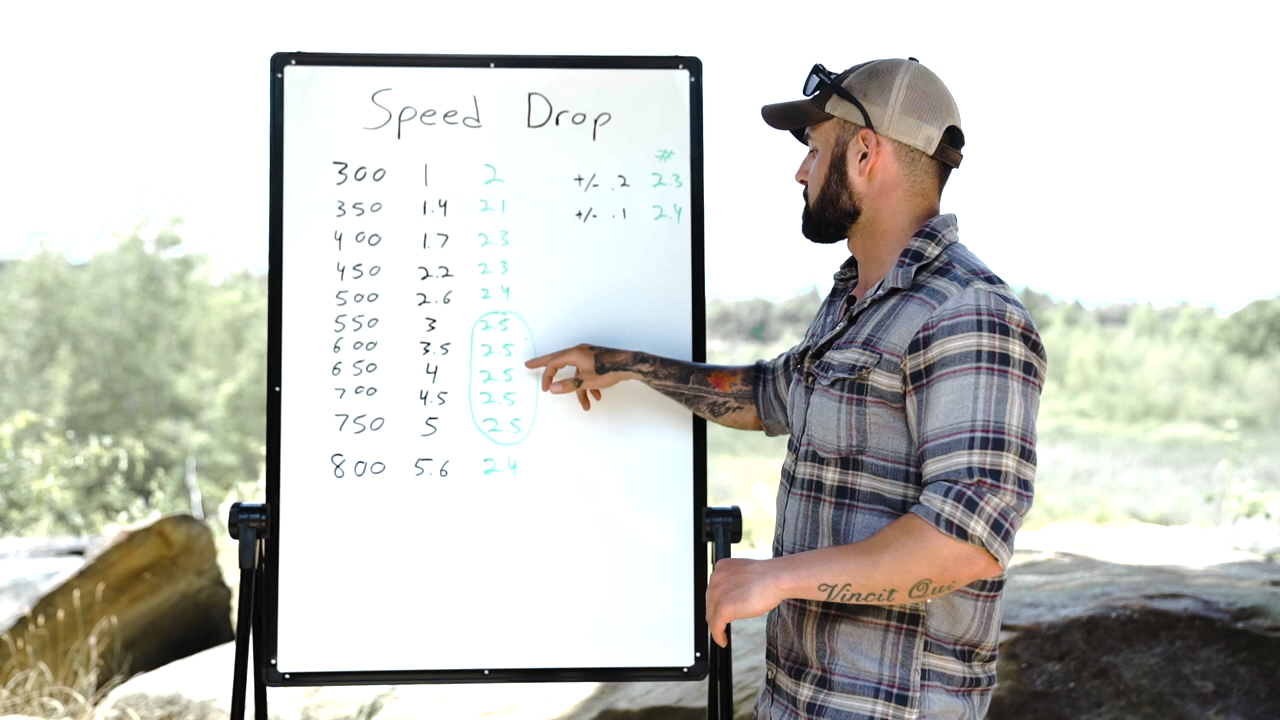 Speed Drop
#
300 1 2 +/- .2 2.3
350 1.4 2.1 +/- .1 2.4
400 1.7 2.3
450 2.2 2.3
500 2.6 2.4
550 3 2.5
600 3.5 2.5
650 4 2.5
700 4.5 2.5
750 5 2.5
800 5.6 2.4
Vincit Qui